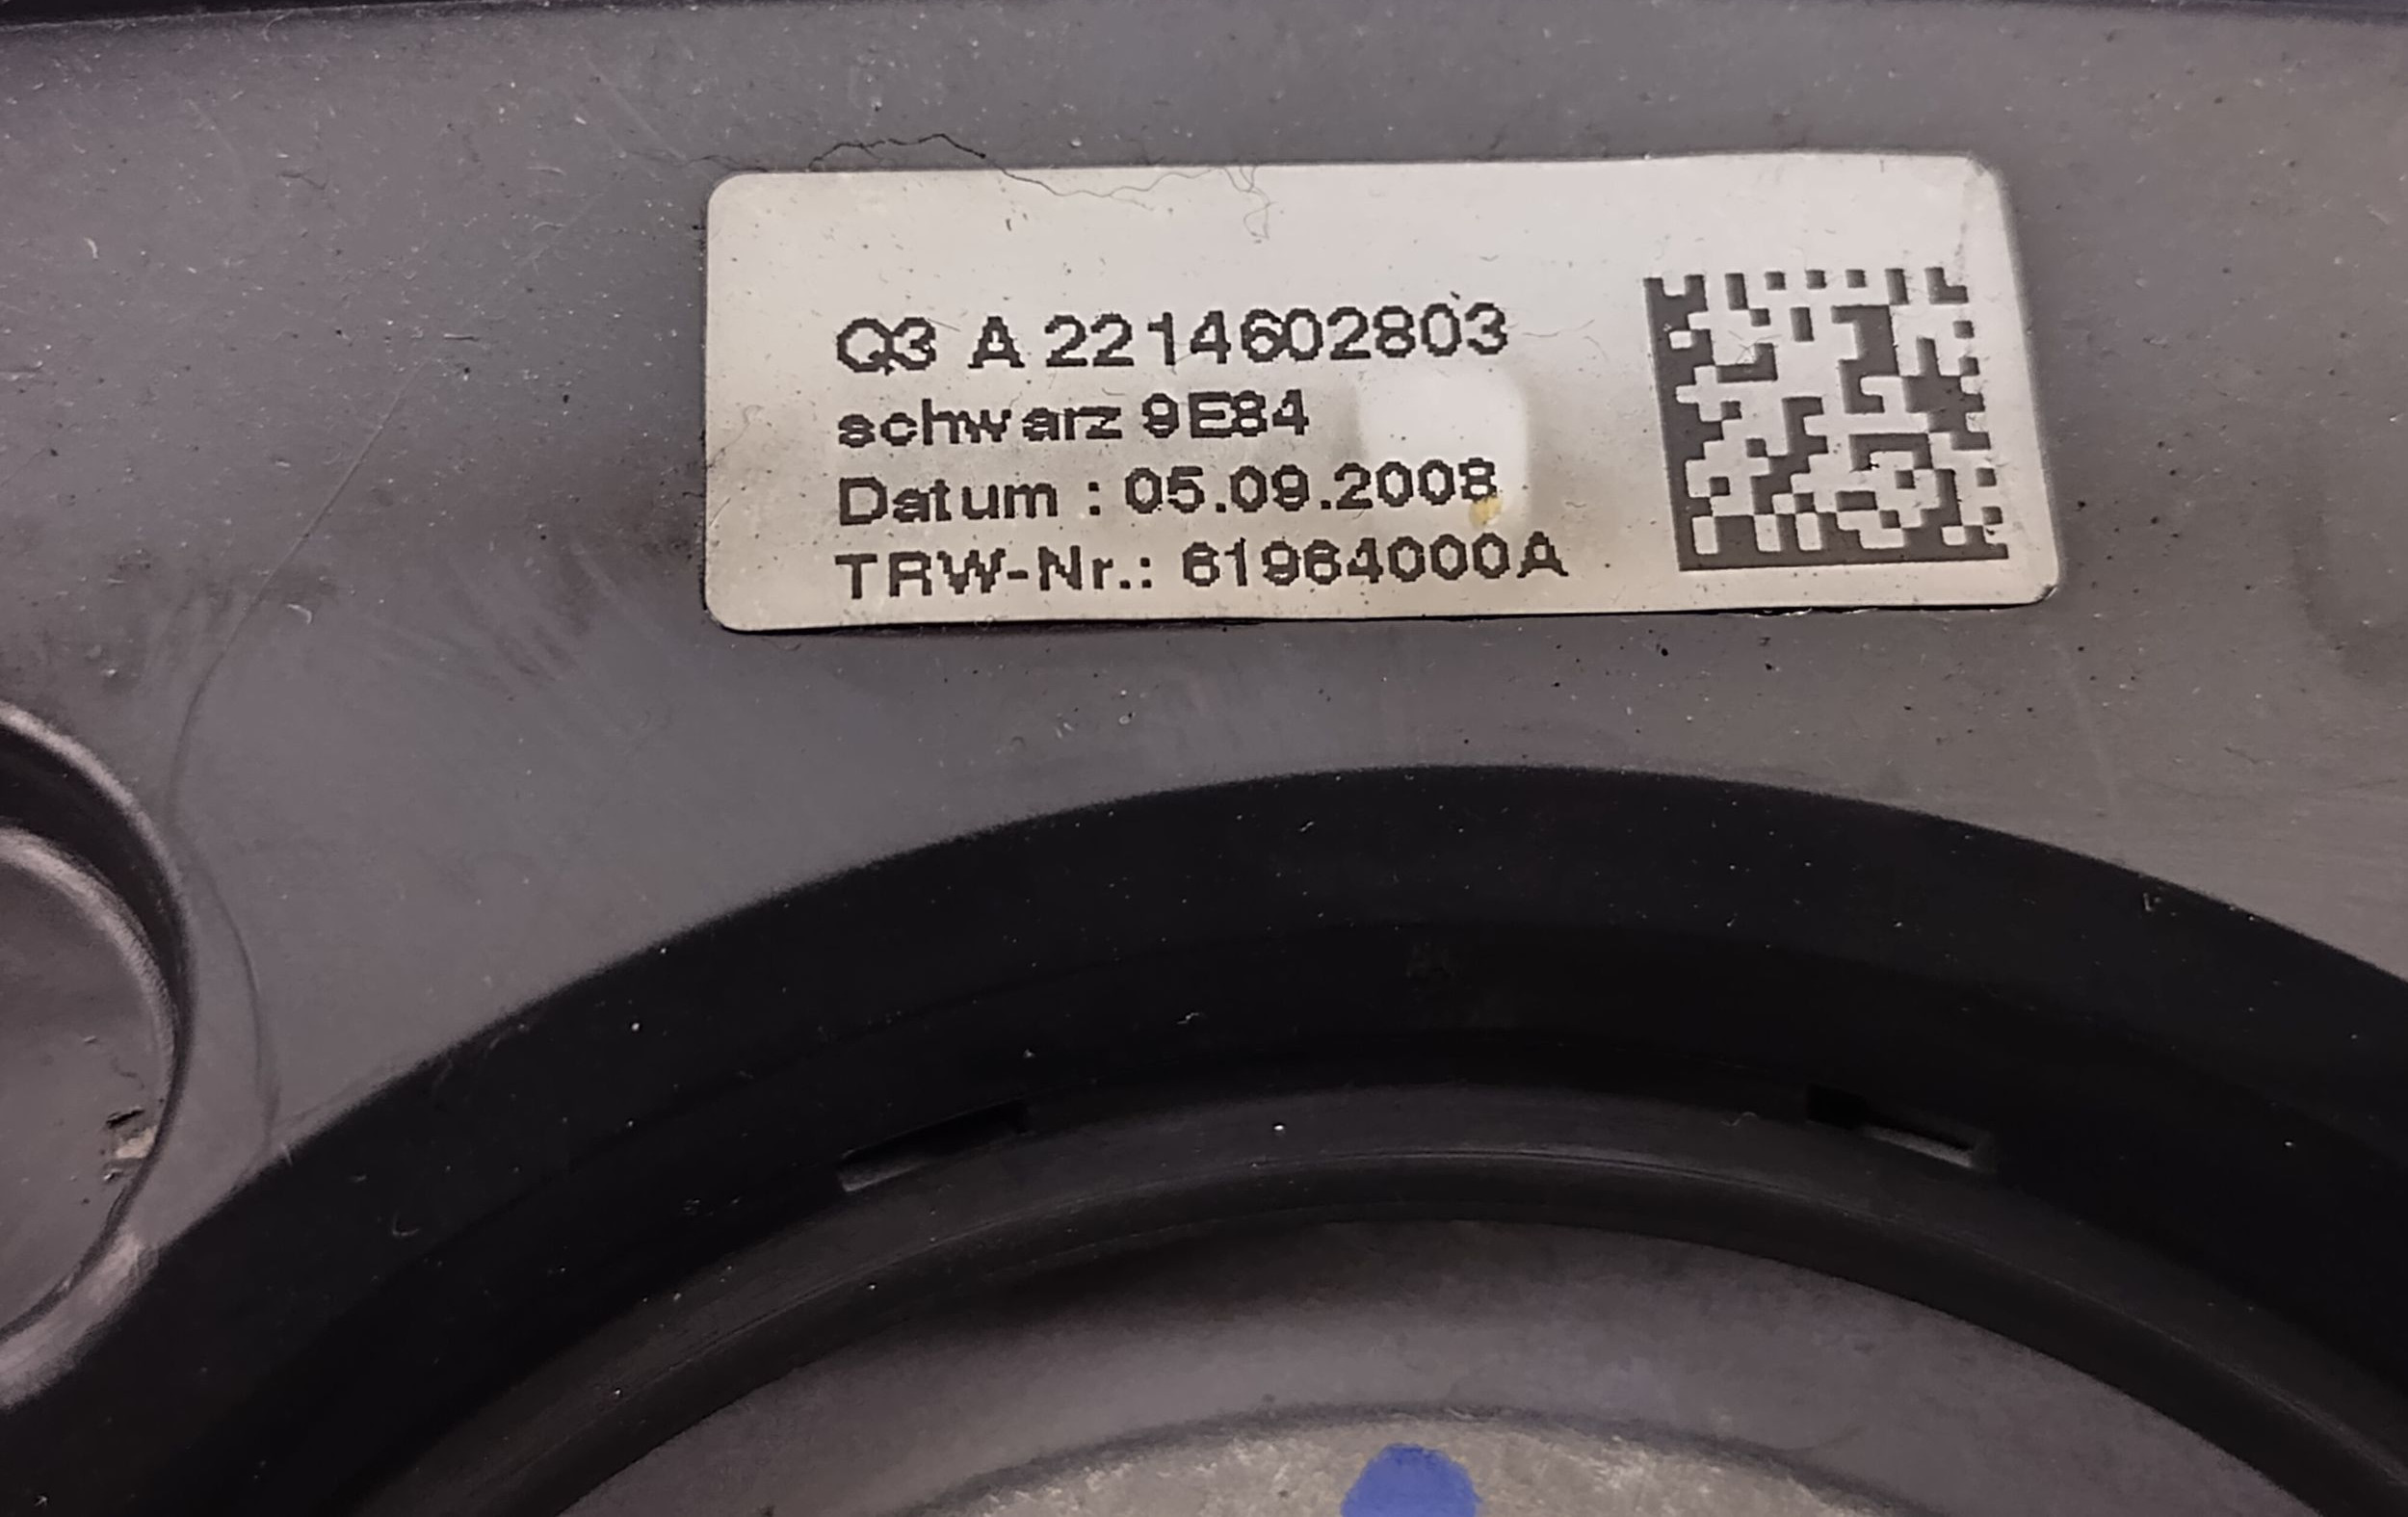 Q3 A 2214602803
schwarz 9E84
Datum : 05.09.2008
TRW-Nr.: 61964000A